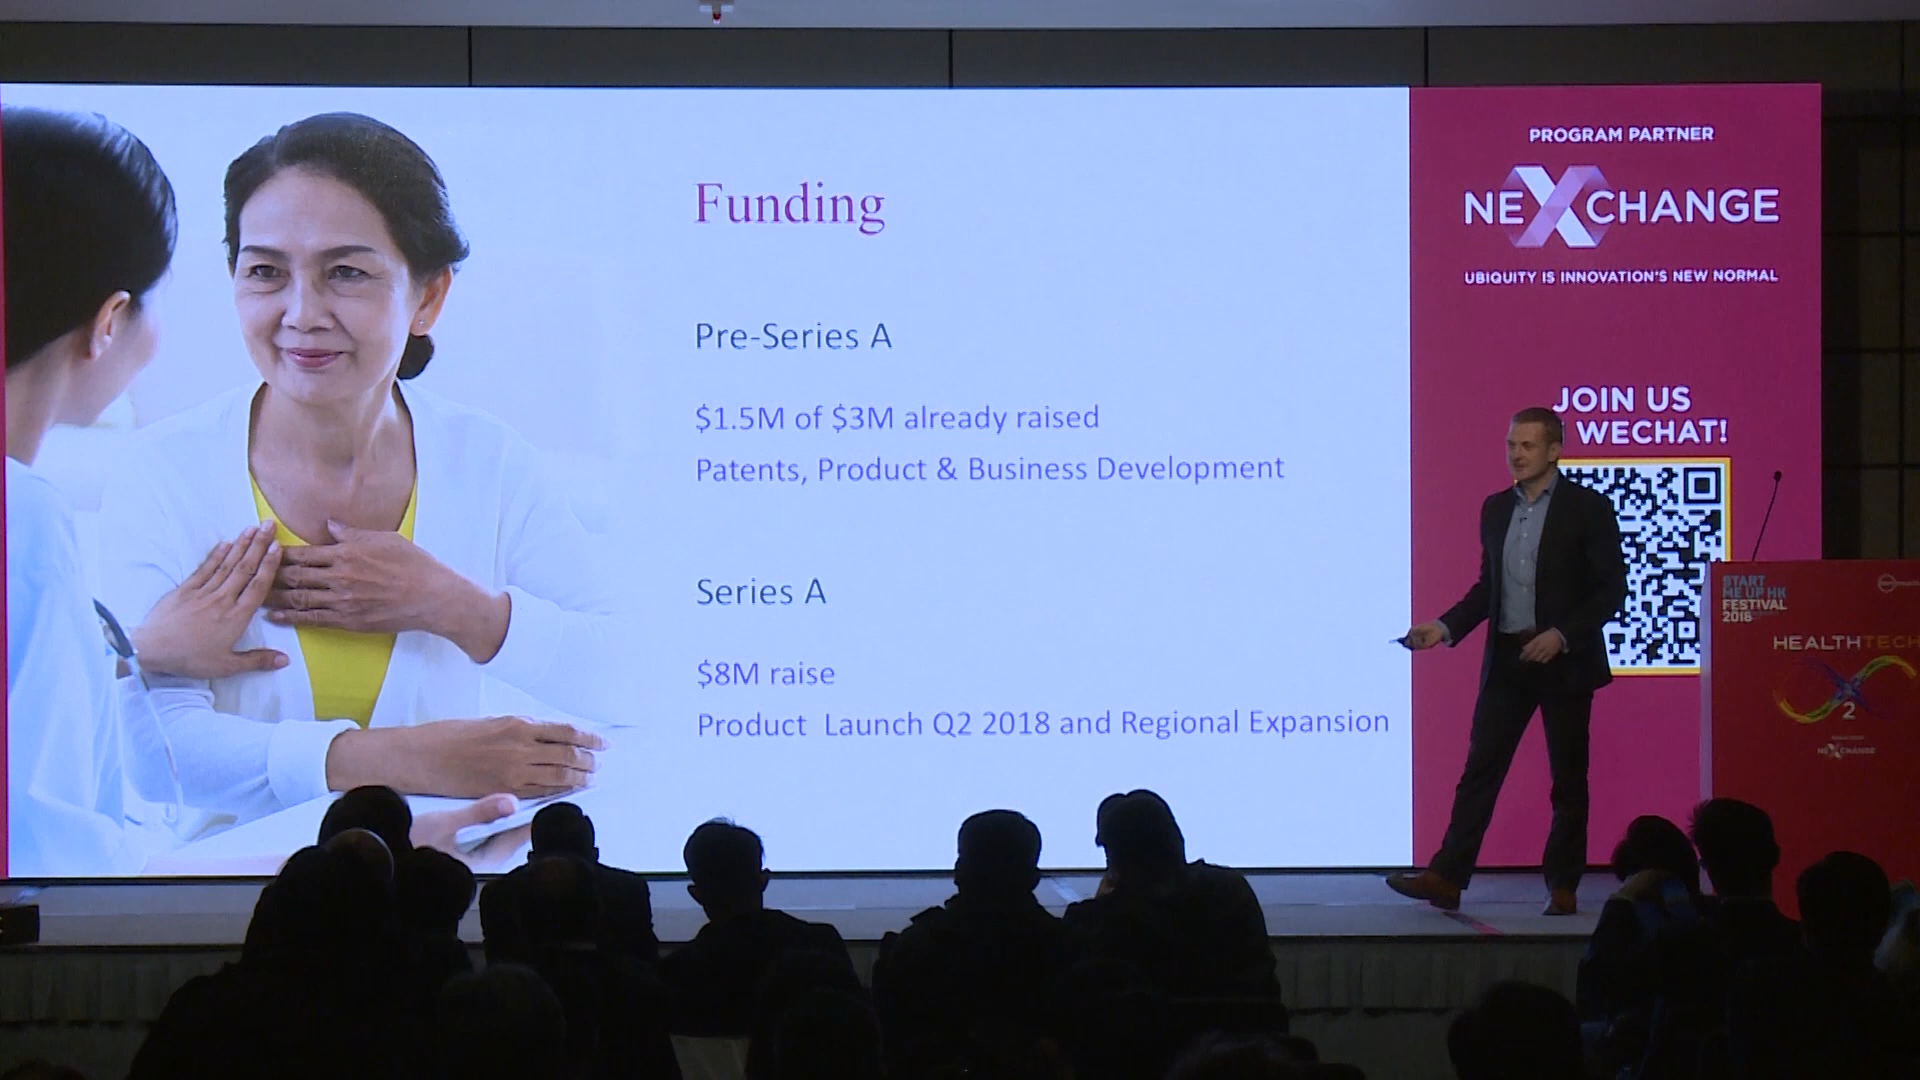 Funding
Pre-Series A
$1.5M of $3M already raised
Patents, Product & Business Development
Series A
$8M raise
Product Launch Q2 2018 and Regional Expansion
PROGRAM PARTNER
NEXCHANGE
UBIQUITY IS INNOVATION'S NEW NORMAL
JOIN US
WECHAT!
START
ME UP HK
FESTIVAL
2018
HEALTHTECH
2
NEXCHANGE